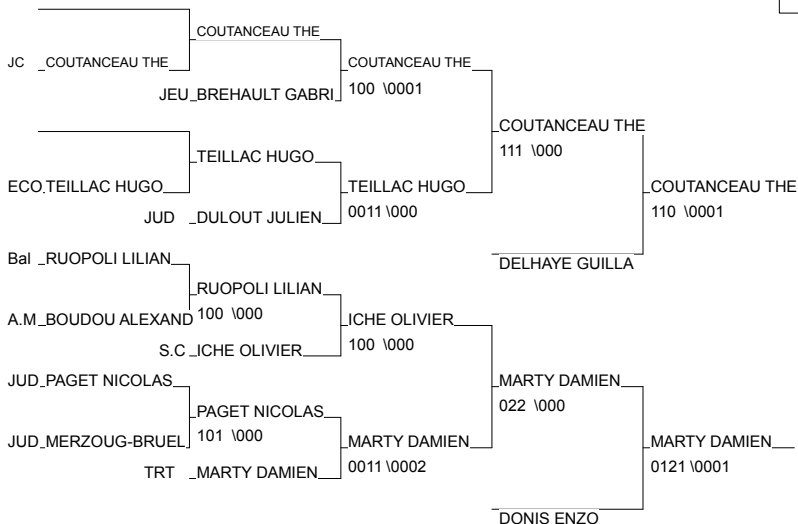 COUTANCEAU THE
JC COUTANCEAU THE
COUTANCEAU THE
100 \0001
JEU BREHAULT GABRI
COUTANCEAU THE
111 \000
TEILLAC HUGO
ECO TEILLAC HUGO
TEILLAC HUGO
0011 \000
COUTANCEAU THE
110 \0001
JUD DULOUT JULIEN
Bal RUOPOLI LILIAN
DELHAYE GUILLA
RUOPOLI LILIAN
100 \000
A.M BOUDOU ALEXAND
ICHE OLIVIER
100 \000
S.C ICHE OLIVIER
JUD PAGET NICOLAS
MARTY DAMIEN
022 \000
PAGET NICOLAS
101 \000
JUD MERZOUG-BRUEL
MARTY DAMIEN
0011 \0002
MARTY DAMIEN
0121 \0001
TRT MARTY DAMIEN
DONIS ENZO